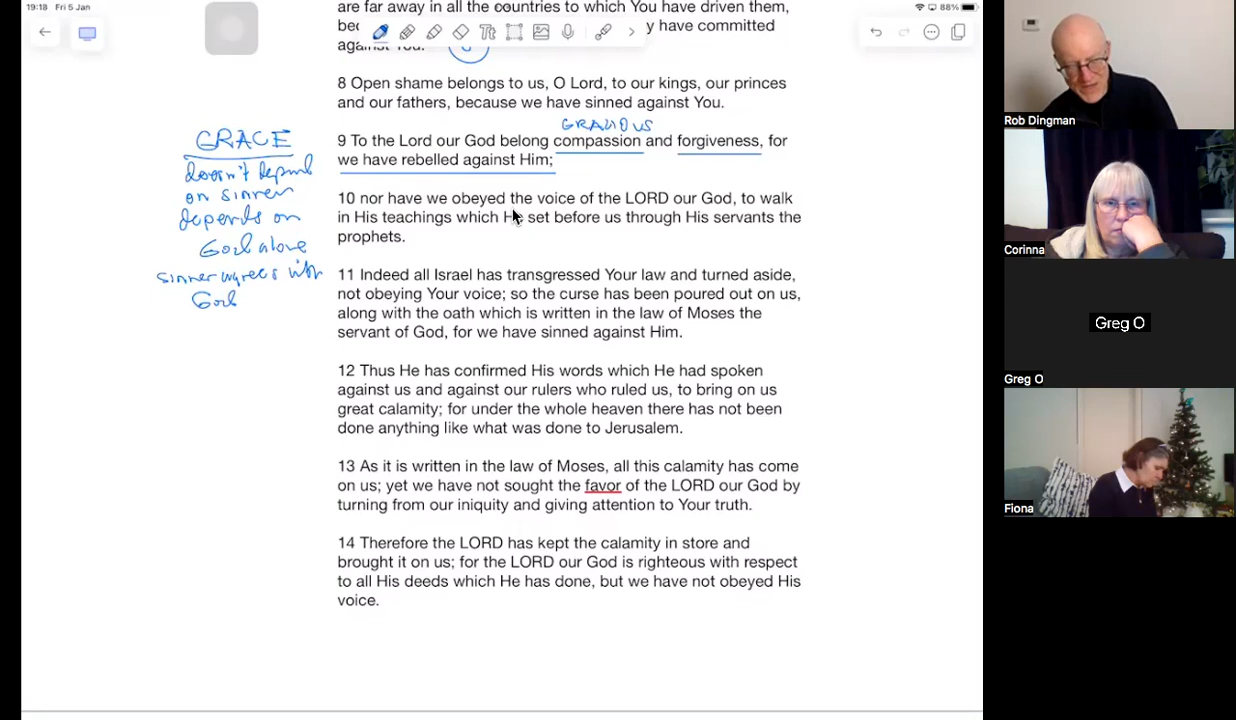 19:18 Fri 5 Jan
88%
are far away in all the countries to which You have driven them,
bec y have committed
against You.
8 Open shame belongs to us, O Lord, to our kings, our princes
and our fathers, because we have sinned against You.
GRACIOUS
9 To the Lord our God belong compassion and forgiveness, for
we have rebelled against Him;
10 nor have we obeyed the voice of the LORD our God, to walk
in His teachings which He set before us through His servants the
prophets.
11 Indeed all Israel has transgressed Your law and turned aside,
not obeying Your voice; so the curse has been poured out on us,
along with the oath which is written in the law of Moses the
servant of God, for we have sinned against Him.
12 Thus He has confirmed His words which He had spoken
against us and against our rulers who ruled us, to bring on us
great calamity; for under the whole heaven there has not been
done anything like what was done to Jerusalem.
13 As it is written in the law of Moses, all this calamity has come
on us; yet we have not sought the favor of the LORD our God by
turning from our iniquity and giving attention to Your truth.
14 Therefore the LORD has kept the calamity in store and
brought it on us; for the LORD our God is righteous with respect
to all His deeds which He has done, but we have not obeyed His
voice.
GRACE
doesn't depend
on sinner
depends on
God alone
sinner agrees with
God
Tt
Rob Dingman
Corinna
Greg O
Greg O
Fiona